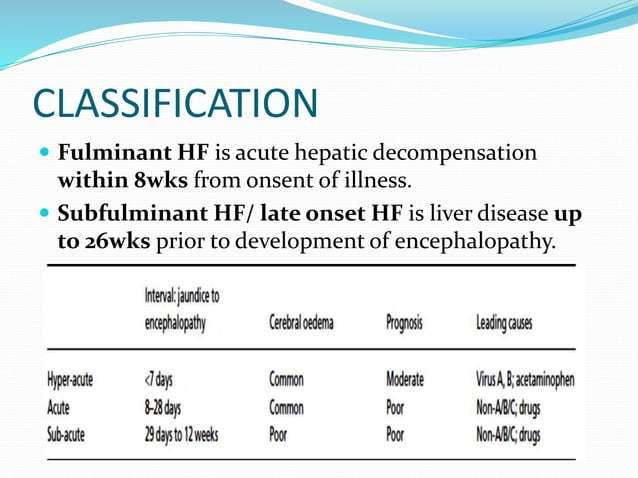 CLASSIFICATION
Fulminant HF is acute hepatic decompensation
within 8wks from onsent of illness.
Subfulminant HF/ late onset HF is liver disease up
to 26wks prior to development of encephalopathy.
Interval: jaundice to
encephalopathy Cerebral oedema Prognosis Leading causes
Hyper-acute <7 days Common Moderate Virus A, B; acetaminophen
Acute 8–28 days Common Poor Non-A/B/C; drugs
Sub-acute 29 days to 12 weeks Poor Poor Non-A/B/C; drugs